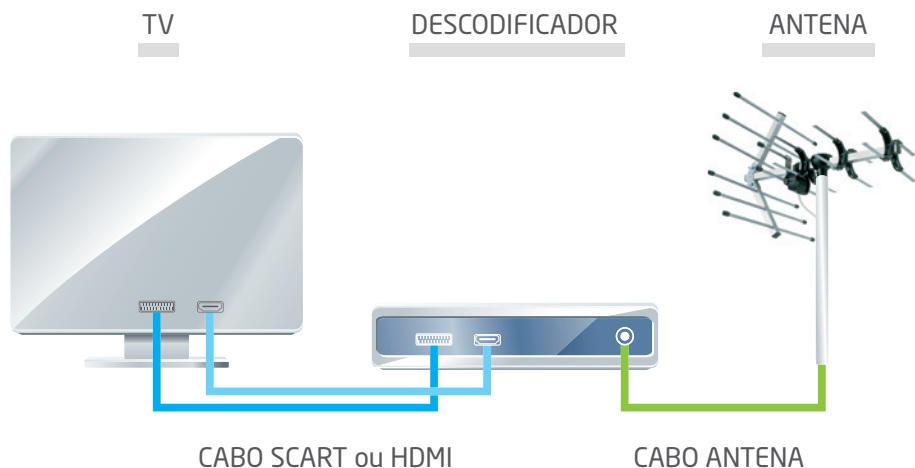 TV
DESCODIFICADOR
ANTENA
CABO SCART ou HDMI
CABO ANTENA